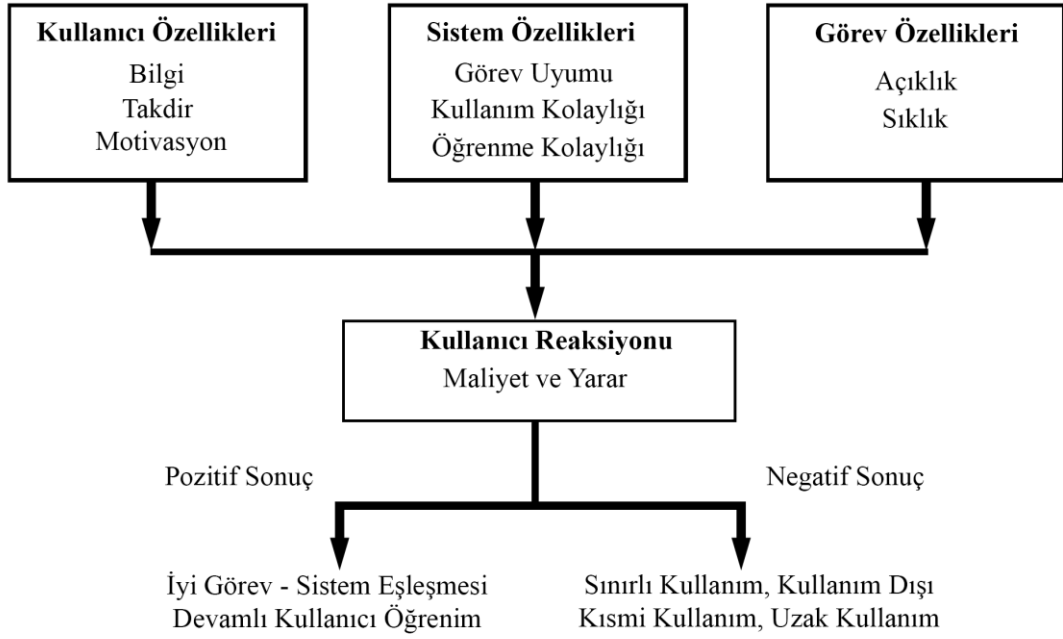 Kullanıcı Özellikleri
Bilgi
Takdir
Motivasyon
Sistem Özellikleri
Görev Uyumu
Kullanım Kolaylığı
Öğrenme Kolaylığı
Görev Özellikleri
Açıklık
Sıklık
Kullanıcı Reaksiyonu
Maliyet ve Yarar
Pozitif Sonuç
Negatif Sonuç
İyi Görev - Sistem Eşleşmesi
Devamlı Kullanıcı Öğrenim
Sınırlı Kullanım, Kullanım Dışı
Kısmi Kullanım, Uzak Kullanım